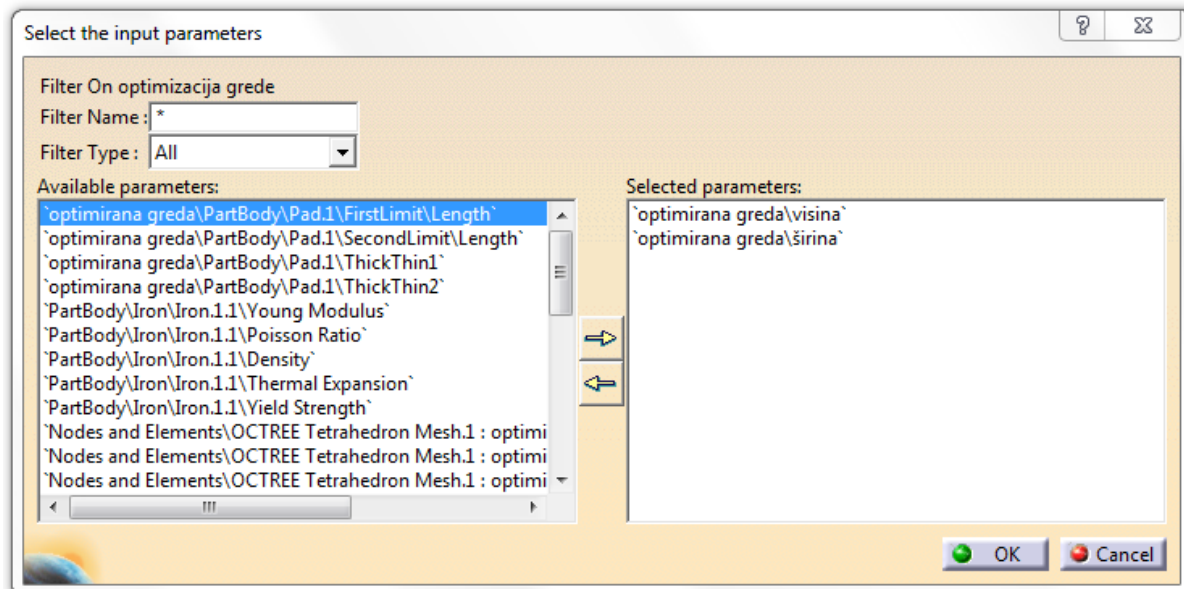 Select the input parameters
Filter On optimizacija grede
Filter Name : *
Filter Type : All
Available parameters:
`optimirana greda\PartBody\Pad.1\FirstLimit\Length`
`optimirana greda\PartBody\Pad.1\SecondLimit\Length`
`optimirana greda\PartBody\Pad.1\ThickThin1`
`optimirana greda\PartBody\Pad.1\ThickThin2`
`PartBody\Iron\Iron.1.1\Young Modulus`
`PartBody\Iron\Iron.1.1\Poisson Ratio`
`PartBody\Iron\Iron.1.1\Density`
`PartBody\Iron\Iron.1.1\Thermal Expansion`
`PartBody\Iron\Iron.1.1\Yield Strength`
`Nodes and Elements\OCTREE Tetrahedron Mesh.1 : optimi
`Nodes and Elements\OCTREE Tetrahedron Mesh.1 : optimi
`Nodes and Elements\OCTREE Tetrahedron Mesh.1 : optimi
Selected parameters:
`optimirana greda\visina`
`optimirana greda\širina`
OK
Cancel